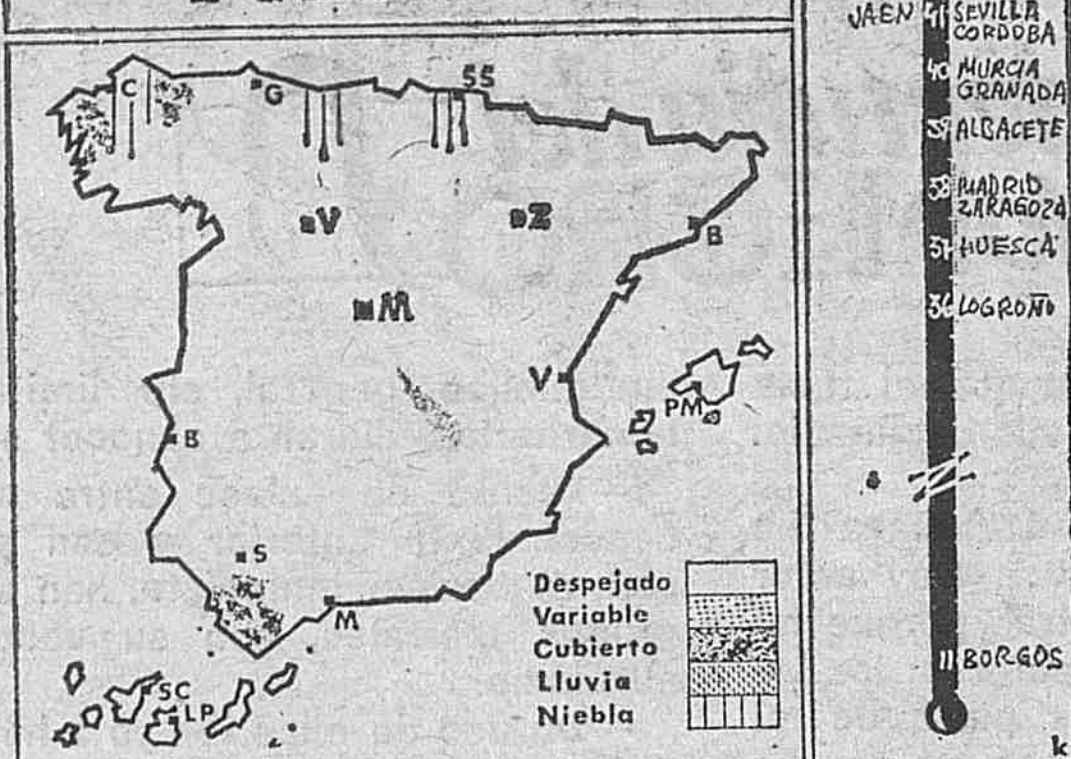 C
G
SS
V
Z
B
M
V
PM
B
S
M
SC
LP
Despejado
Variable
Cubierto
Lluvia
Niebla
JAEN 41 SEVILLA
CORDOBA
40 MURCIA
GRANADA
39 ALBACETE
38 MADRID
ZARAGOZA
37 HUESCA
36 LOGROÑO
11 BORGOS
k